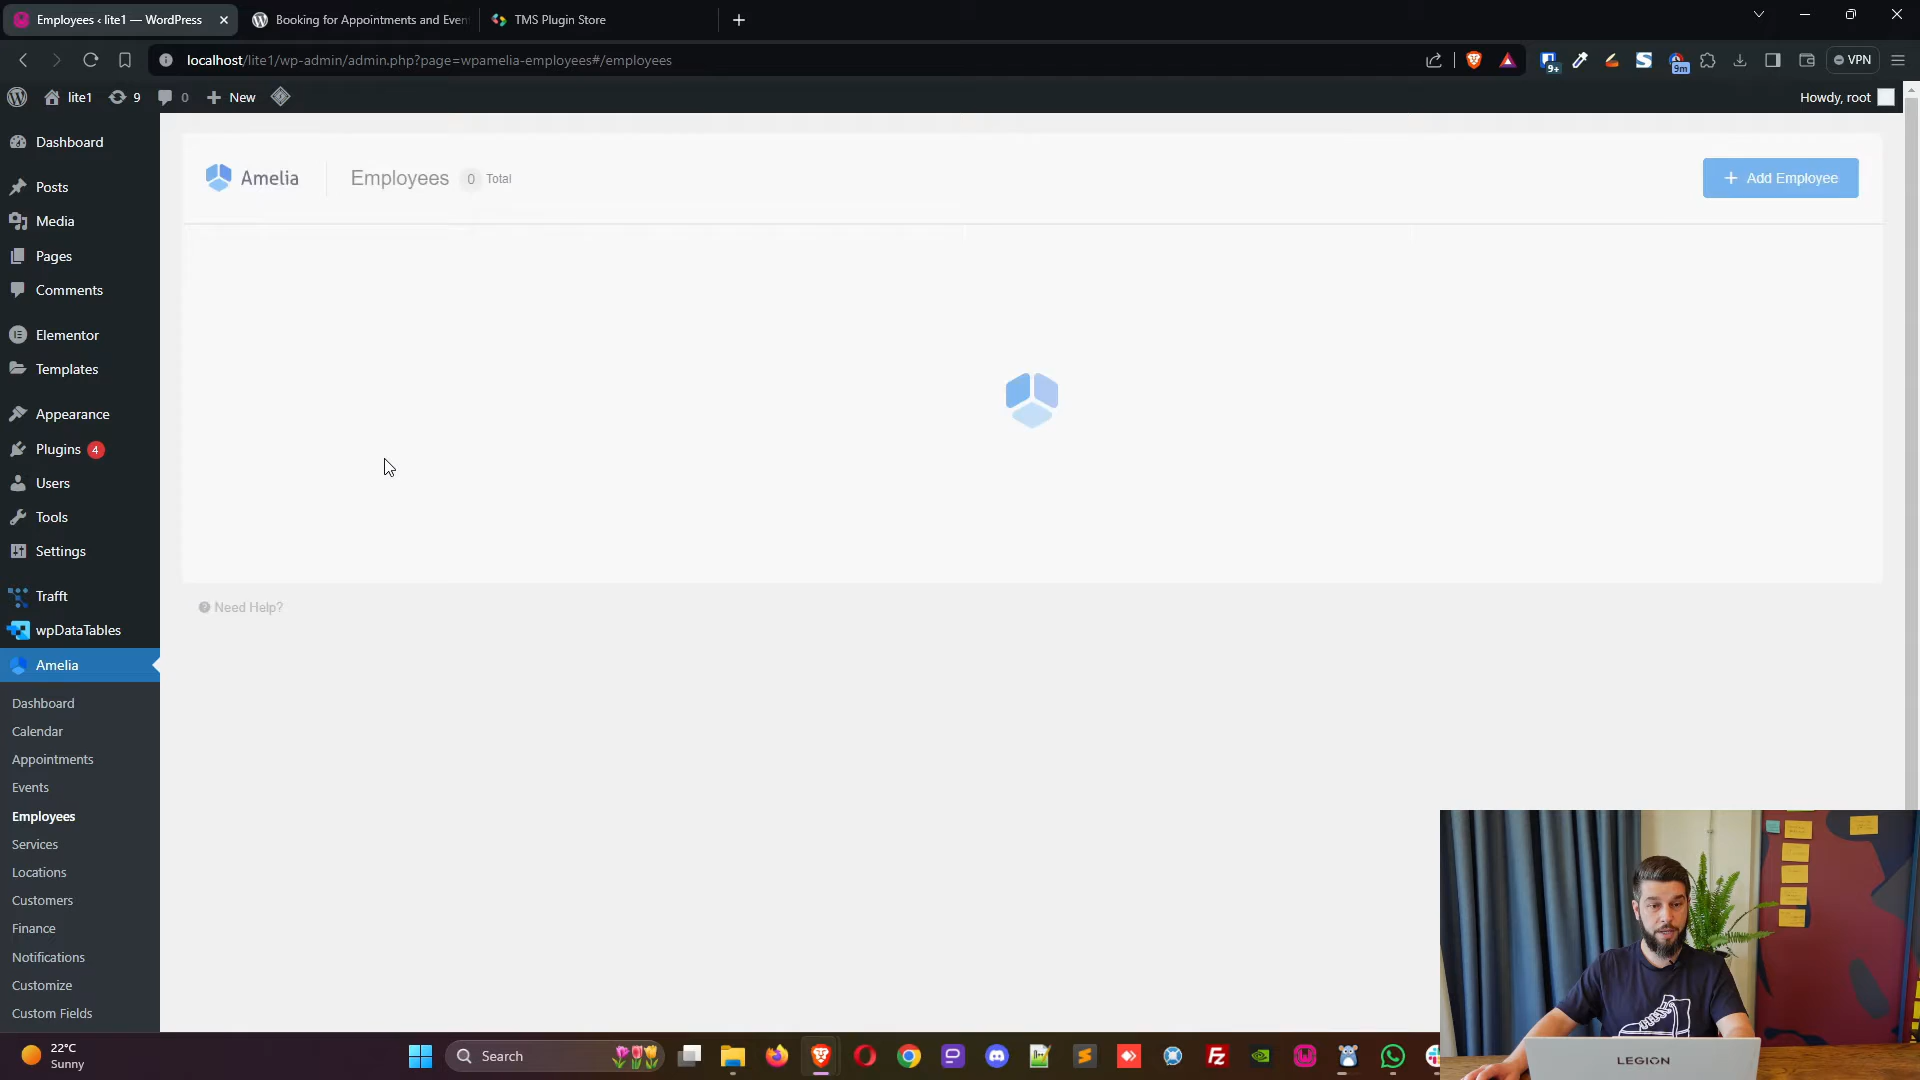 Employees ‹ lite1 — WordPress
Booking for Appointments and Even
TMS Plugin Store
localhost/lite1/wp-admin/admin.php?page=wpamelia-employees#/employees
9+
9m
VPN
lite1
9
0
New
Howdy, root
Dashboard
Posts
Media
Pages
Comments
Elementor
Templates
Appearance
Plugins 4
Users
Tools
Settings
Trafft
wpDataTables
Amelia
Dashboard
Calendar
Appointments
Events
Employees
Services
Locations
Customers
Finance
Notifications
Customize
Custom Fields
Amelia
Employees 0 Total
+ Add Employee
Need Help?
22°C
Sunny
Search
LEGION